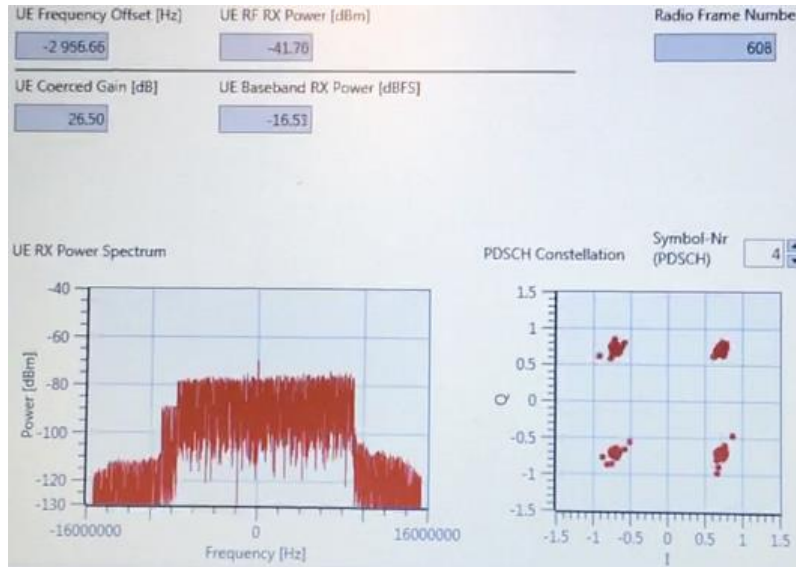 UE Frequency Offset [Hz] UE RF RX Power [dBm] Radio Frame Numbe
-2 956.66 -41.76 608
UE Coerced Gain [dB] UE Baseband RX Power [dBFS]
26.50 -16.53
UE RX Power Spectrum
-40
-60
-80
-100
-120
-130
Power [dBm]
-16000000 0 16000000
Frequency [Hz]
PDSCH Constellation
Symbol-Nr
(PDSCH) 4
1.5
1
0.5
0
-0.5
-1
-1.5
Q
-1.5 -1 -0.5 0 0.5 1 1.5
I